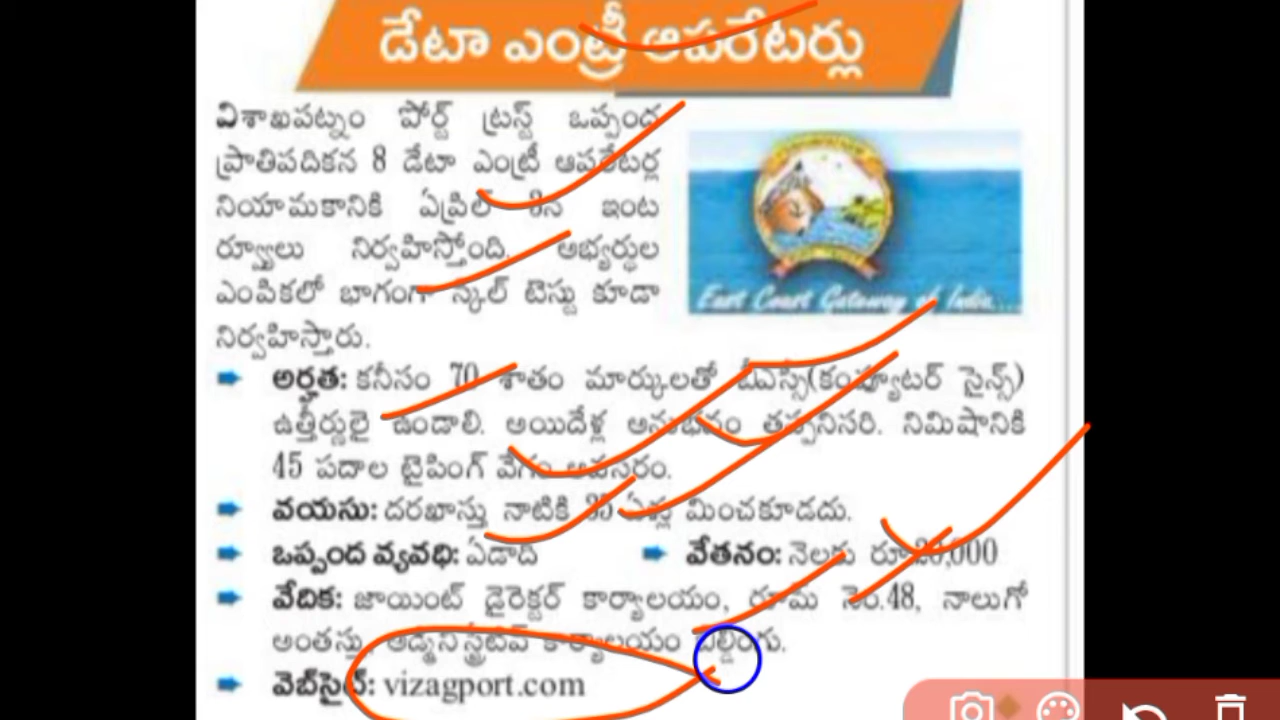 డేటా ఎంట్రీ ఆపరేటర్లు
విశాఖపట్నం పోర్ట్ ట్రస్ట్ ఒప్పంద
ప్రాతిపదికన 8 డేటా ఎంట్రీ ఆపరేటర్ల
నియామకానికి ఏప్రిల్ ఇంట
ర్వ్యూలు నిర్వహిస్తోంది. అభ్యర్థుల
ఎంపికలో భాగంగా స్కిల్ టెస్టు కూడా
నిర్వహిస్తారు.
East Coast Gateway of India....
అర్హత: కనీసం 70 శాతం మార్కులతో బీఎస్సీ(కంప్యూటర్ సైన్స్)
ఉత్తీర్ణులై ఉండాలి. అయిదేళ్ల అనుభవం తప్పనిసరి. నిమిషానికి
45 పదాల టైపింగ్ వేగం అవసరం.
వయసు: దరఖాస్తు నాటికి ఏళ్లు మించకూడదు.
ఒప్పంద వ్యవధి: ఏడాది వేతనం: నెలకు
వేదిక: జాయింట్ డైరెక్టర్ కార్యాలయం, రూమ్ నెం.48, నాలుగో
అంతస్తు, అడ్మినిస్ట్రేటివ్ కార్యాలయం బిల్డింగు.
వెబ్‌సైట్: vizagport.com